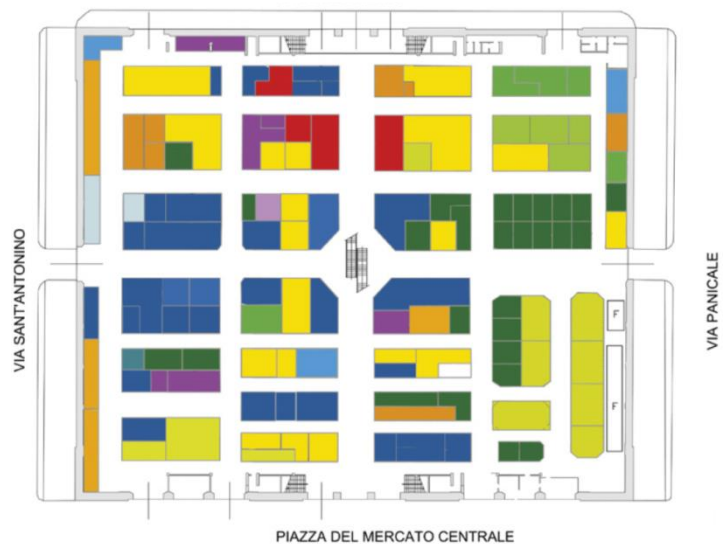 VIA SANT'ANTONINO
VIA PANICALE
F
F
PIAZZA DEL MERCATO CENTRALE